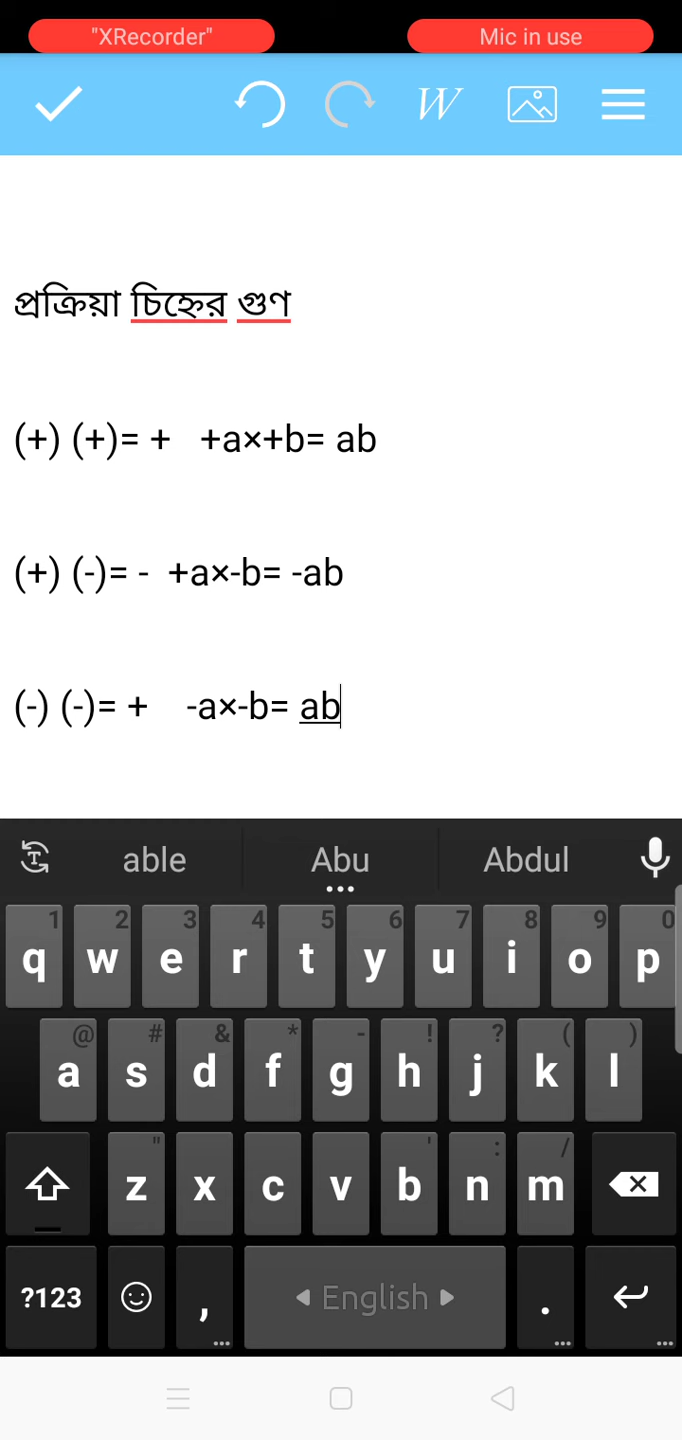 "XRecorder" Mic in use
W
প্রক্রিয়া চিহ্নের গুণ
(+) (+)= + +a×+b= ab
(+) (-)= - +a×-b= -ab
(-) (-)= + -a×-b= ab
able Abu Abdul
1 2 3 4 5 6 7 8 9 0
q w e r t y u i o p
@ # & * - ! ? ( )
a s d f g h j k l
" ' : /
z x c v b n m
?123 , English .